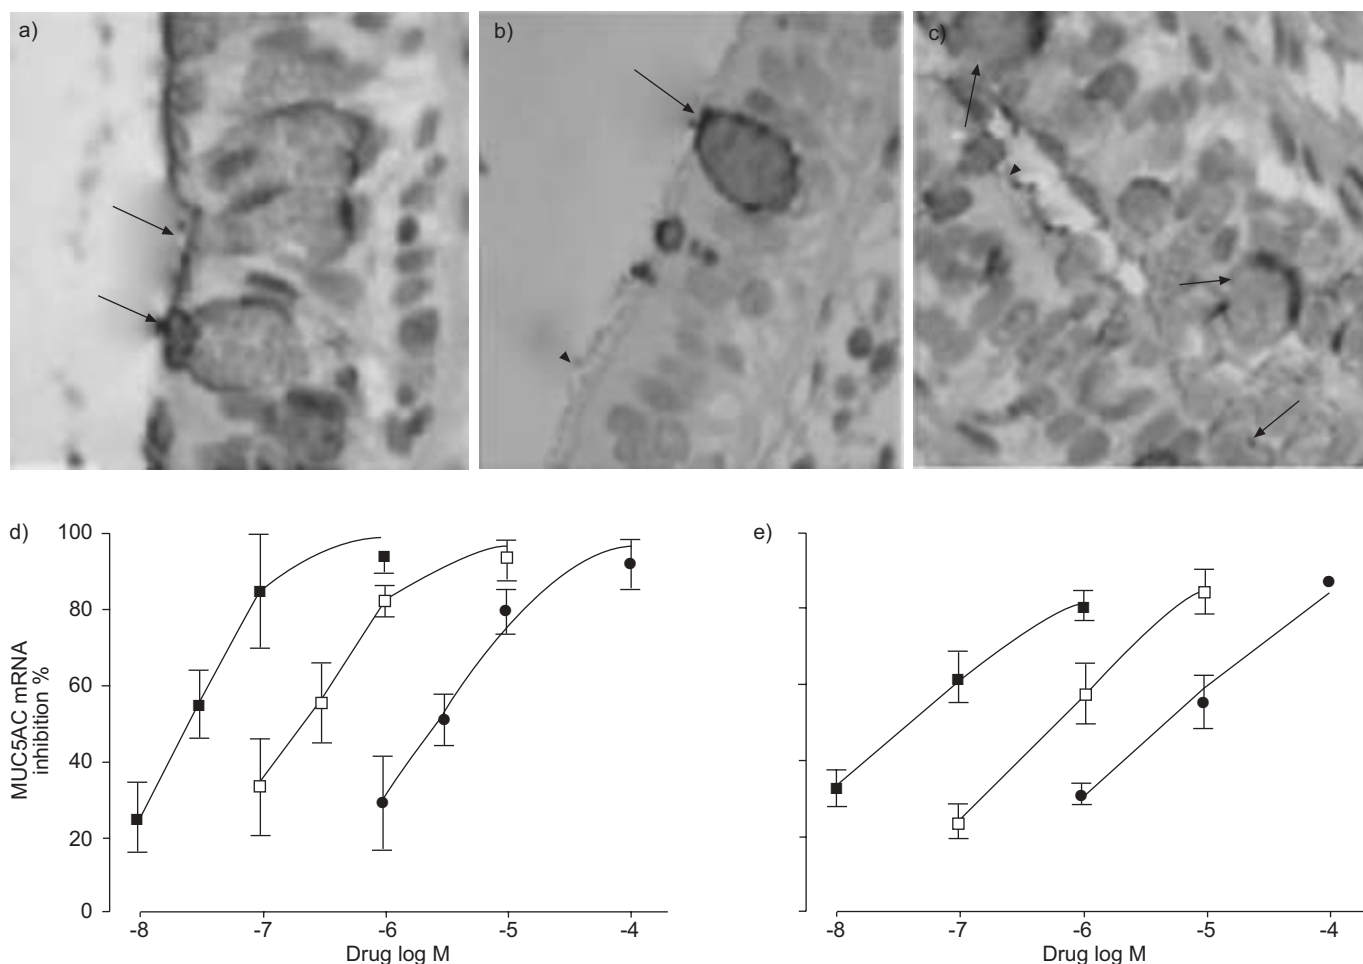 a)
b)
c)
d)
e)
MUC5AC mRNA
inhibition %
100
80
60
40
20
0
-8 -7 -6 -5 -4
Drug log M
-8 -7 -6 -5 -4
Drug log M